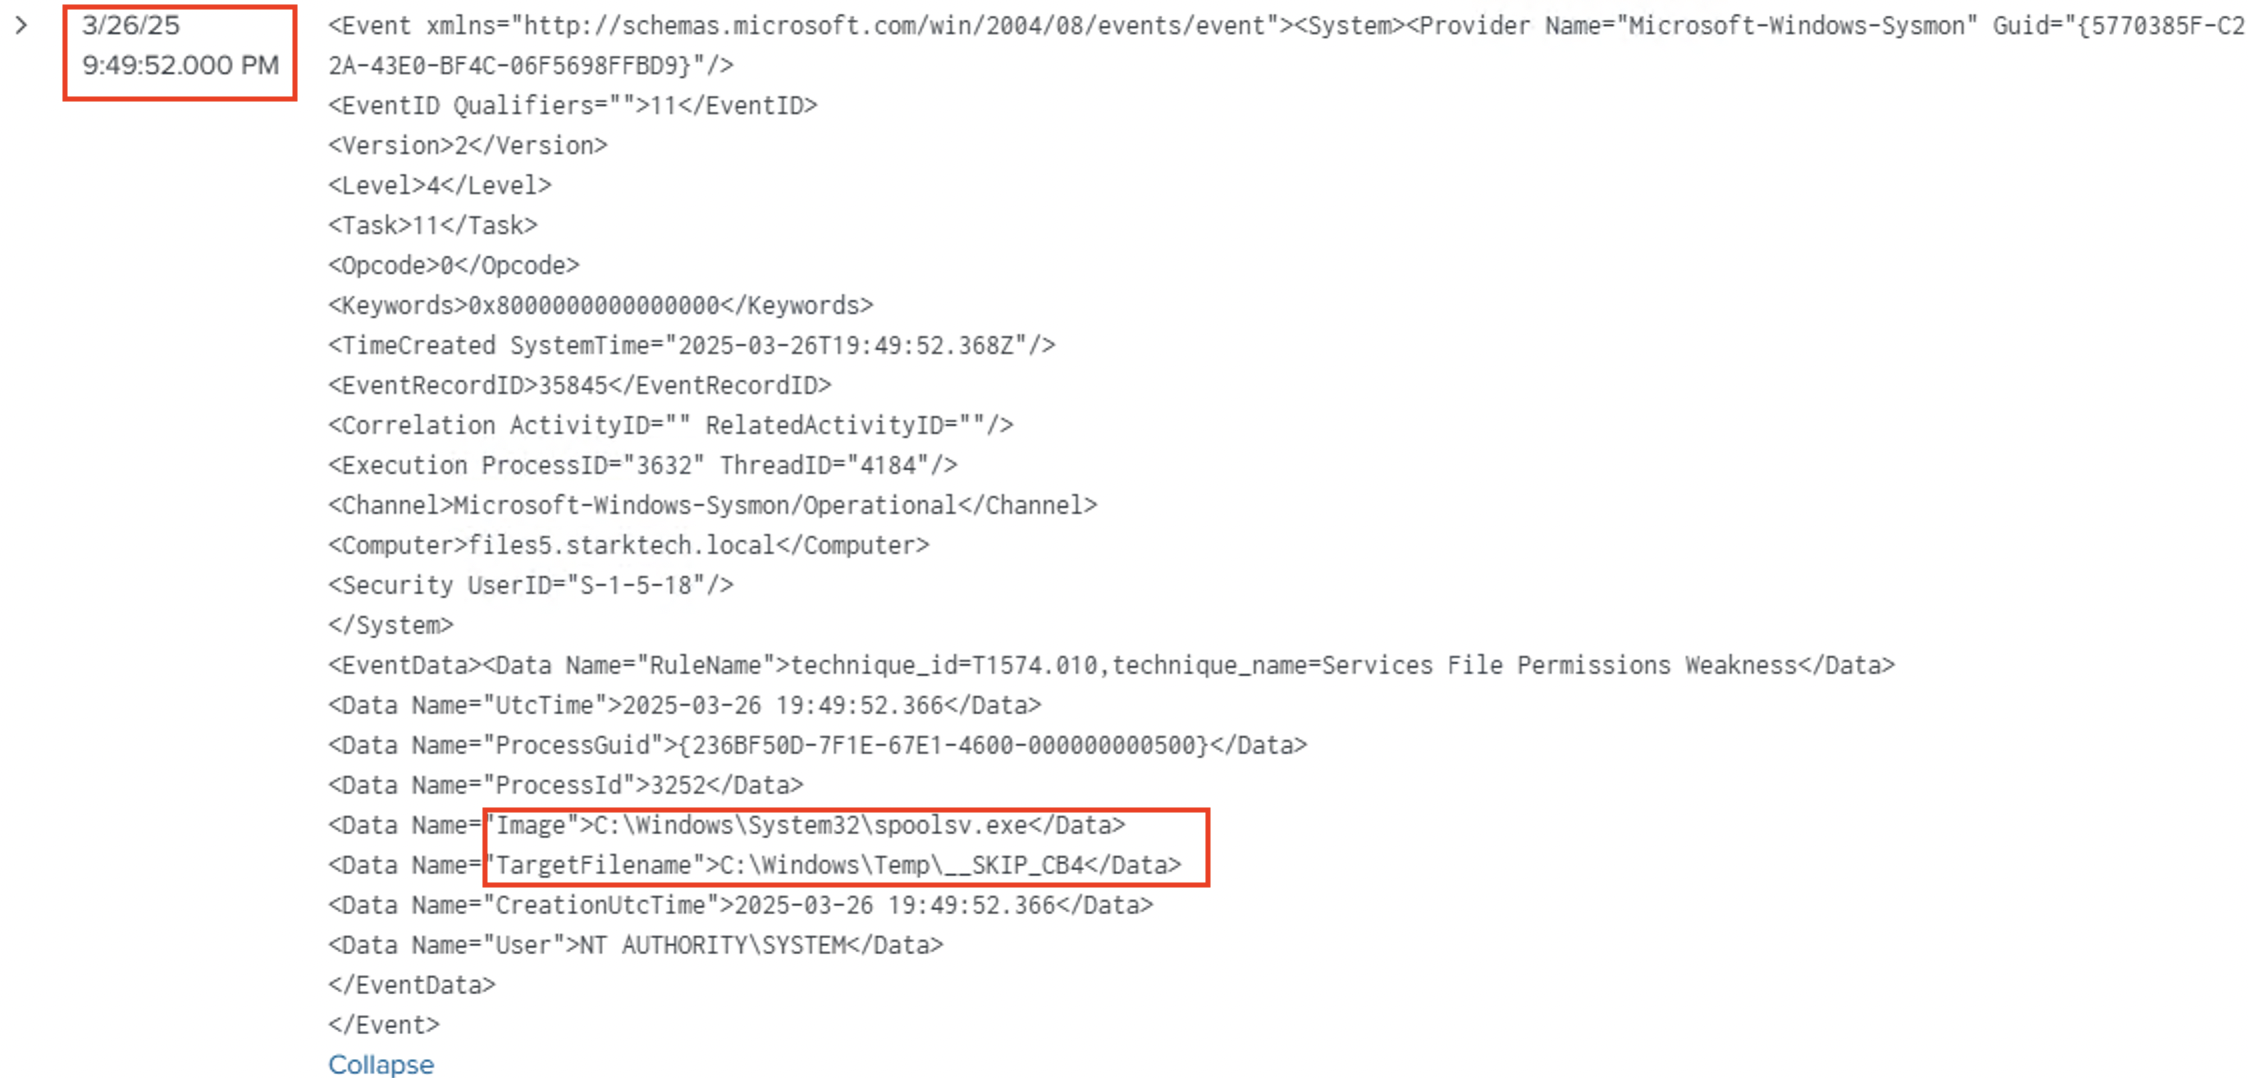 3/26/25
9:49:52.000 PM
<Event xmlns="http://schemas.microsoft.com/win/2004/08/events/event"><System><Provider Name="Microsoft-Windows-Sysmon" Guid="{5770385F-C2
2A-43E0-BF4C-06F5698FFBD9}"/>
<EventID Qualifiers="">11</EventID>
<Version>2</Version>
<Level>4</Level>
<Task>11</Task>
<Opcode>0</Opcode>
<Keywords>0x8000000000000000</Keywords>
<TimeCreated SystemTime="2025-03-26T19:49:52.368Z"/>
<EventRecordID>35845</EventRecordID>
<Correlation ActivityID="" RelatedActivityID=""/>
<Execution ProcessID="3632" ThreadID="4184"/>
<Channel>Microsoft-Windows-Sysmon/Operational</Channel>
<Computer>files5.starktech.local</Computer>
<Security UserID="S-1-5-18"/>
</System>
<EventData><Data Name="RuleName">technique_id=T1574.010,technique_name=Services File Permissions Weakness</Data>
<Data Name="UtcTime">2025-03-26 19:49:52.366</Data>
<Data Name="ProcessGuid">{236BF50D-7F1E-67E1-4600-000000000500}</Data>
<Data Name="ProcessId">3252</Data>
<Data Name="Image">C:\Windows\System32\spoolsv.exe</Data>
<Data Name="TargetFilename">C:\Windows\Temp\__SKIP_CB4</Data>
<Data Name="CreationUtcTime">2025-03-26 19:49:52.366</Data>
<Data Name="User">NT AUTHORITY\SYSTEM</Data>
</EventData>
</Event>
Collapse